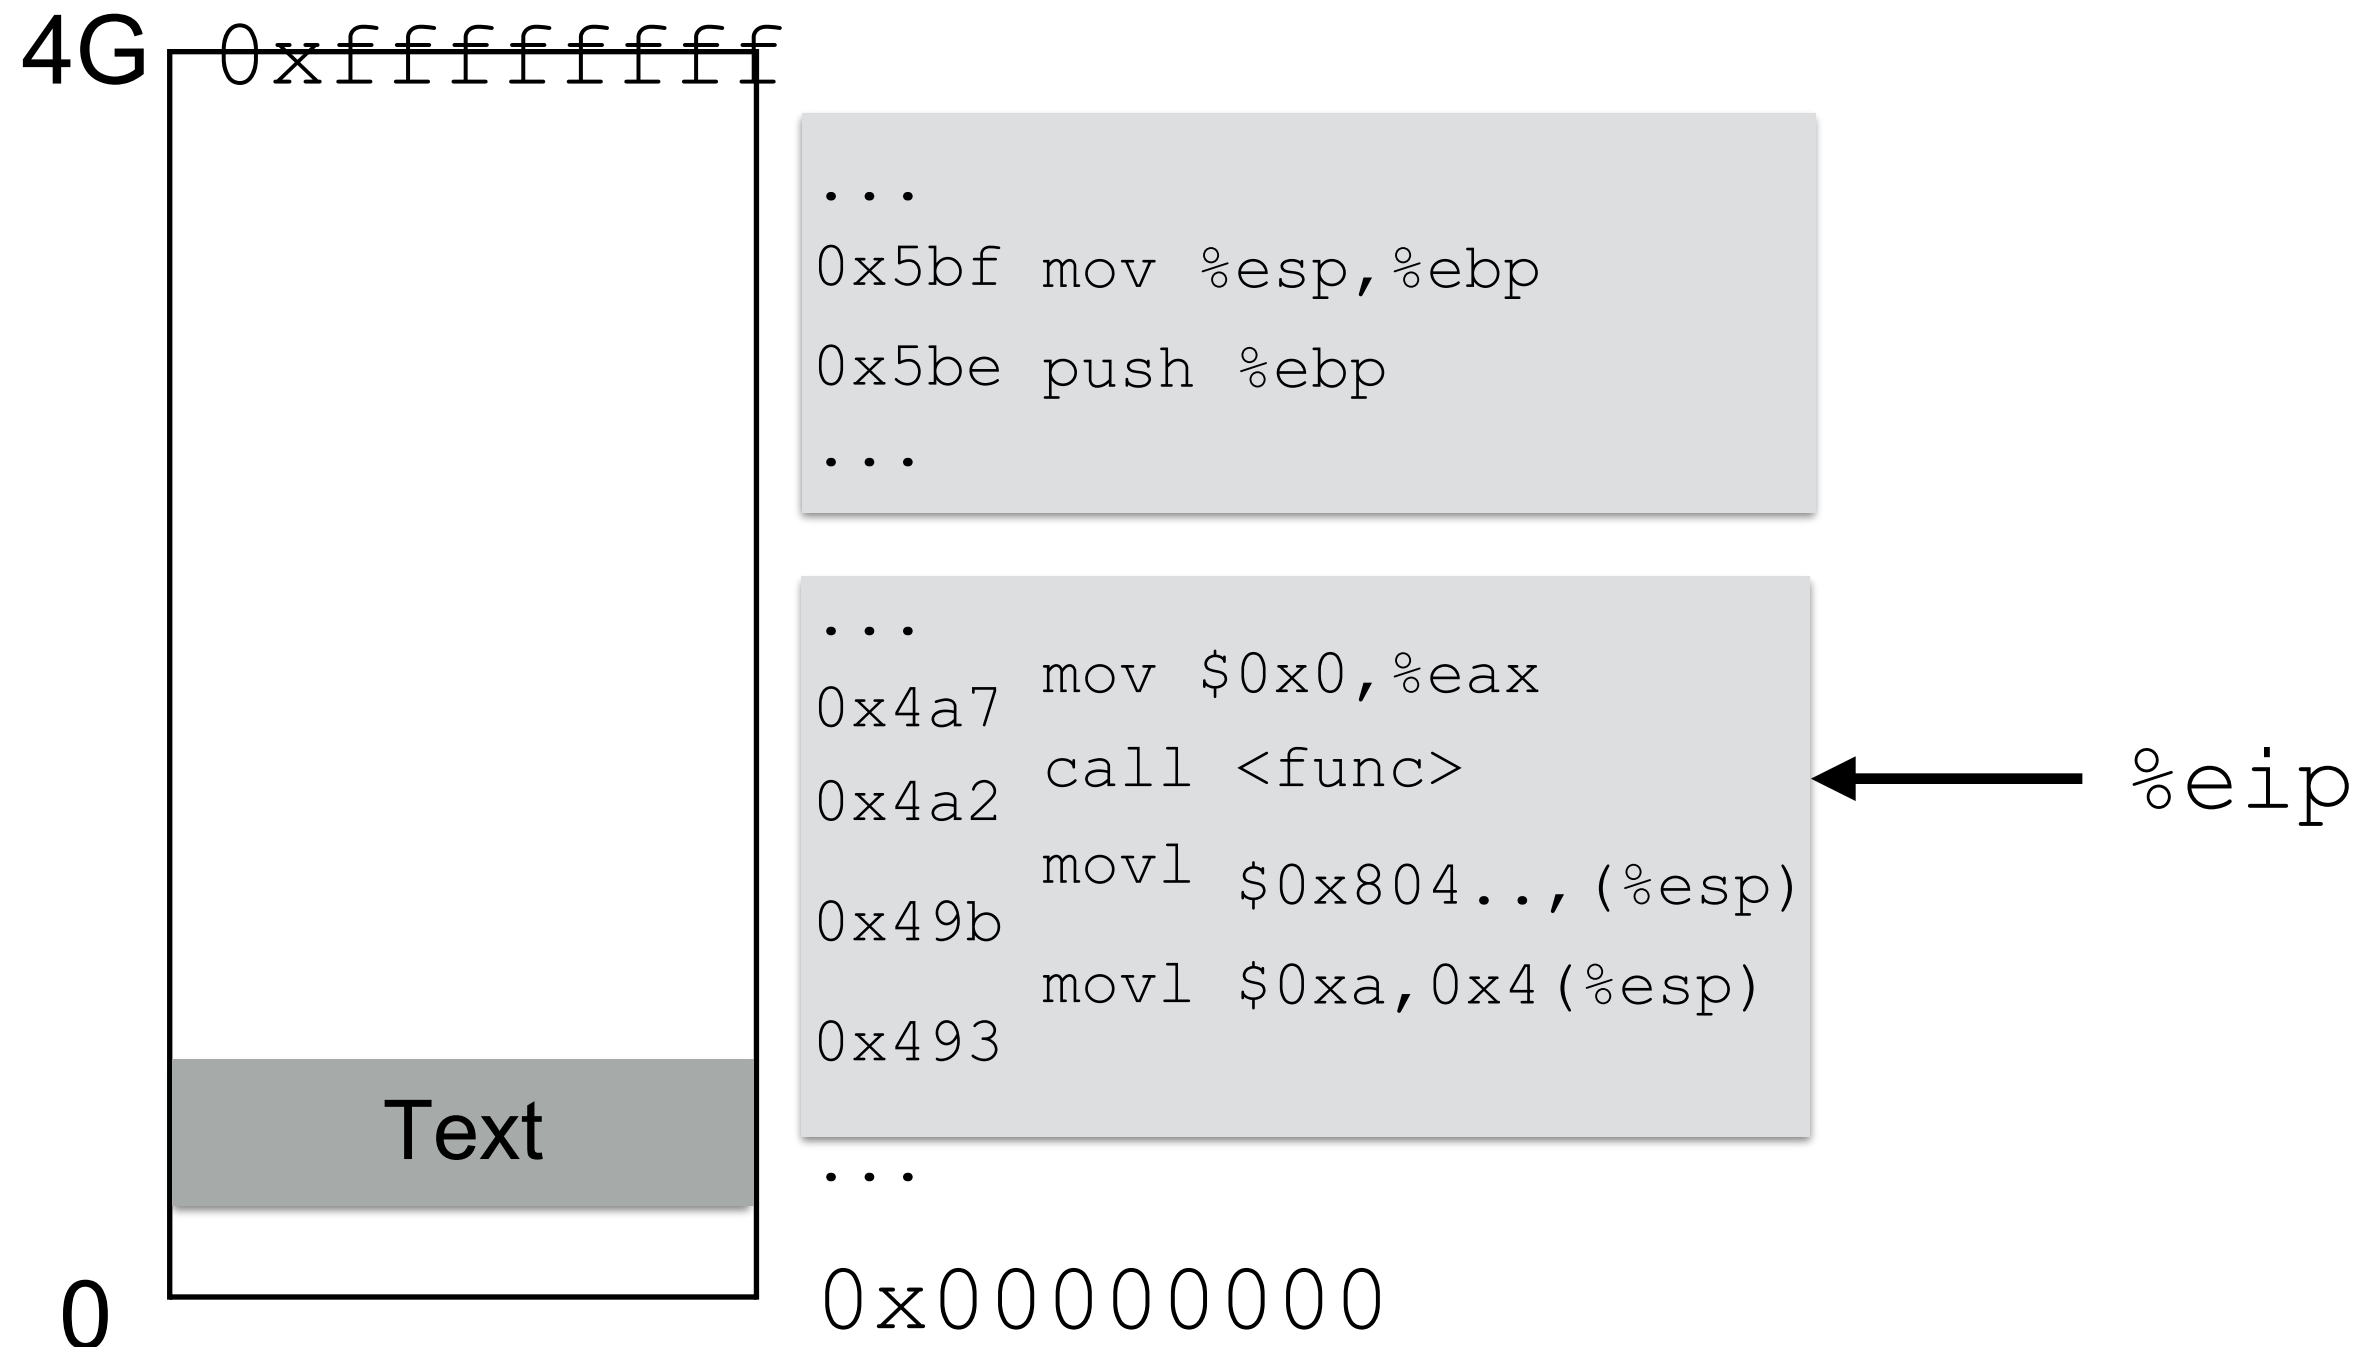 4G 0xffffffff
...
0x5bf mov %esp,%ebp
0x5be push %ebp
...
...
0x4a7 mov $0x0,%eax
0x4a2 call <func>
0x49b movl $0x804..,(%esp)
0x493 movl $0xa,0x4(%esp)
...
%eip
Text
0 0x00000000